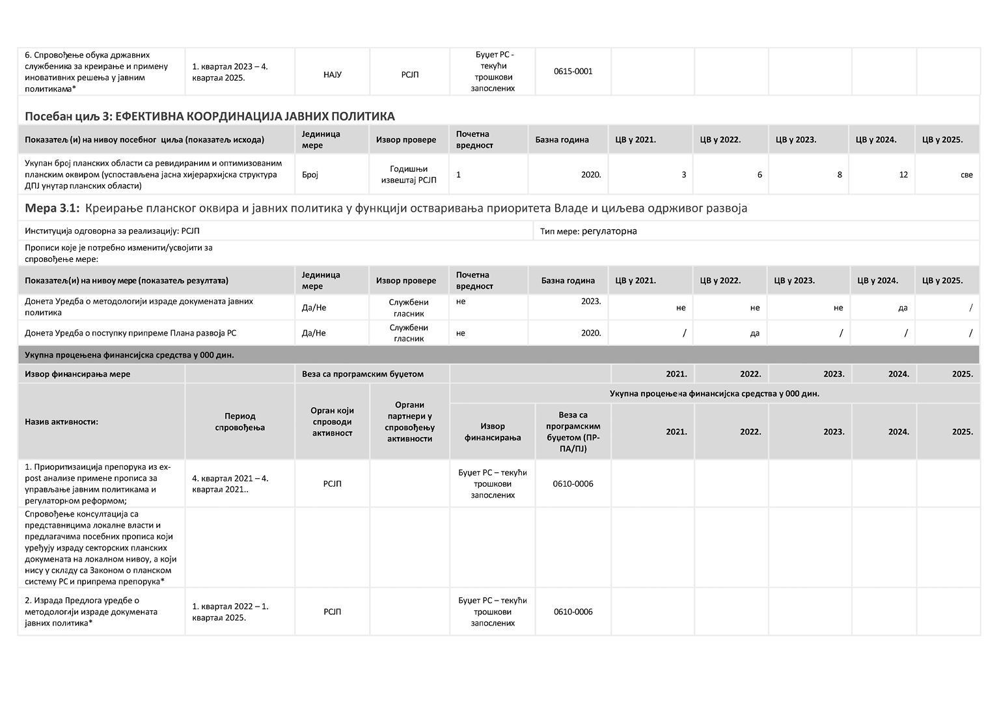 6. Спровођење обука државних
службеника за креирање и примену
иновативних решења у јавним
политикама*
1. квартал 2023 – 4.
квартал 2025.
НАЈУ
РСЈП
Буџет РС -
текући
трошкови
запослених
0615-0001
Посебан циљ 3: ЕФЕКТИВНА КООРДИНАЦИЈА ЈАВНИХ ПОЛИТИКА
Показатељ (и) на нивоу посебног циља (показатељ исхода)
Јединица
мере
Извор провере
Почетна
вредност
Базна година
ЦВ у 2021.
ЦВ у 2022.
ЦВ у 2023.
ЦВ у 2024.
ЦВ у 2025.
Укупан број планских области са ревидираним и оптимизованим
планским оквиром (успостављена јасна хијерархијска структура
ДПЈ унутар планских области)
Број
Годишњи
извештај РСЈП
1
2020.
3
6
8
12
све
Мера 3.1: Креирање планског оквира и јавних политика у функцији остваривања приоритета Владе и циљева одрживог развоја
Институција одговорна за реализацију: РСЈП
Тип мере: регулаторна
Прописи које је потребно изменити/усвојити за
спровођење мере:
Показатељ(и) на нивоу мере (показатељ резултата)
Јединица
мере
Извор провере
Почетна
вредност
Базна година
ЦВ у 2021.
ЦВ у 2022.
ЦВ у 2023.
ЦВ у 2024.
ЦВ у 2025.
Донета Уредба о методологији израде докумената јавних
политика
Да/Не
Службени
гласник
не
2023.
не
не
не
да
/
Донета Уредба о поступку припреме Плана развоја РС
Да/Не
Службени
гласник
не
2020.
/
да
/
/
/
Укупна процењена финансијска средства у 000 дин.
Извор финансирања мере
Веза са програмским буџетом
2021.
2022.
2023.
2024.
2025.
Назив активности:
Период
спровођења
Орган који
спроводи
активност
Органи
партнери у
спровођењу
активности
Укупна процењена финансијска средства у 000 дин.
Извор
финансирања
Веза са
програмским
буџетом (ПР-
ПА/ПЈ)
2021.
2022.
2023.
2024.
2025.
1. Приоритизаиција препорука из ex-
post анализе примене прописа за
управљање јавним политикама и
регулаторном реформом;
4. квартал 2021 – 4.
квартал 2021..
РСЈП
Буџет РС – текући
трошкови
запослених
0610-0006
Спровођење консултација са
представницима локалне власти и
предлагачима посебних прописа који
уређују израду секторских планских
докумената на локалном нивоу, а који
нису у складу са Законом о планском
систему РС и припрема препорука*
2. Израда Предлога уредбе о
методологији израде докумената
јавних политика*
1. квартал 2022 – 1.
квартал 2025.
РСЈП
Буџет РС – текући
трошкови
запослених
0610-0006